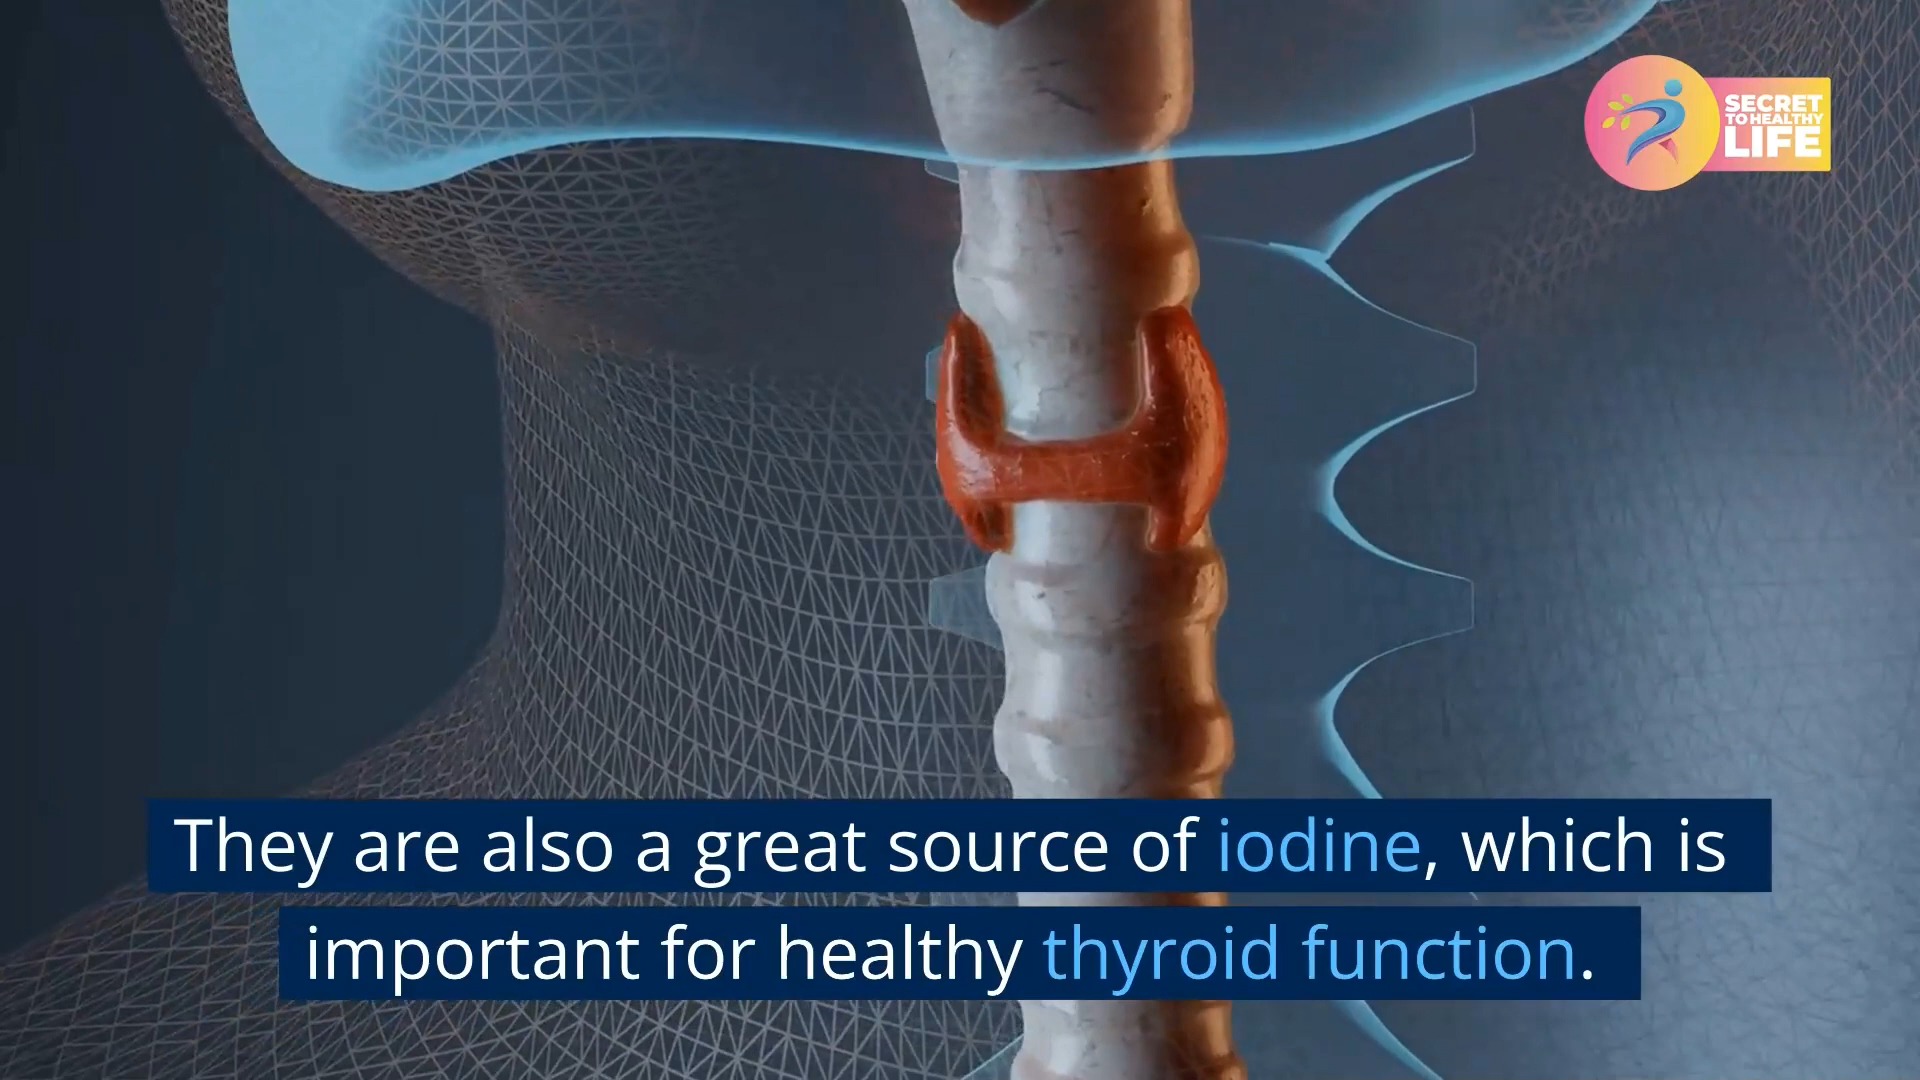 SECRET
TO HEALTHY
LIFE
They are also a great source of iodine, which is
important for healthy thyroid function.